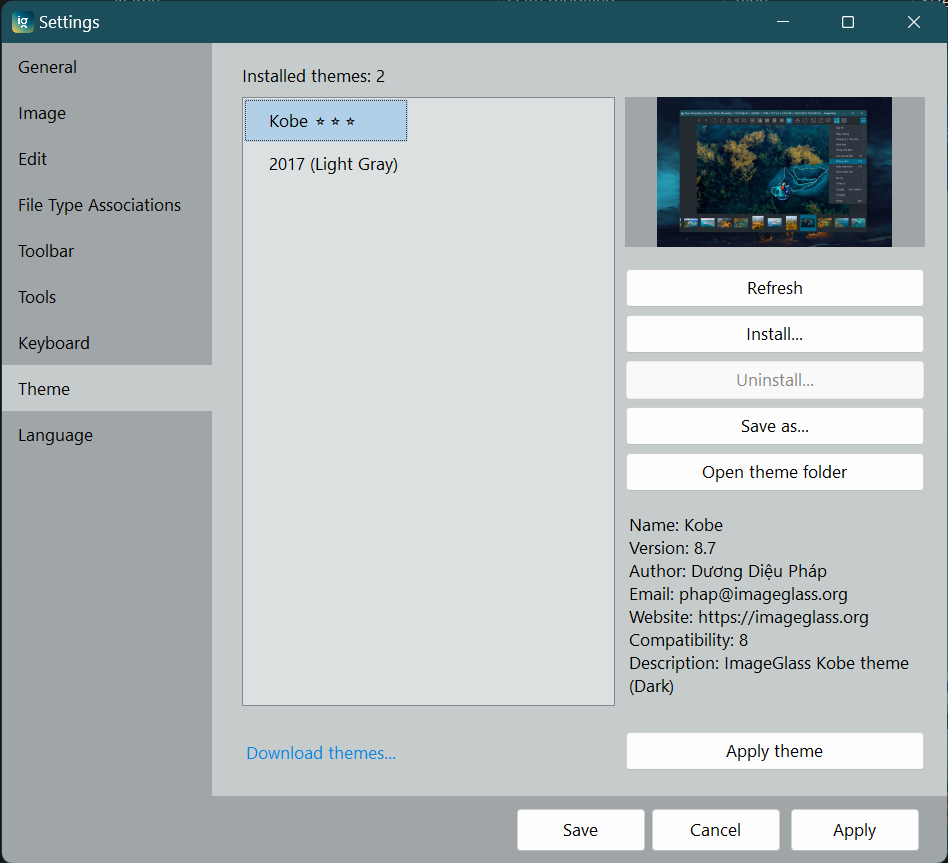 ig Settings
General
Image
Edit
File Type Associations
Toolbar
Tools
Keyboard
Theme
Language
Installed themes: 2
Kobe ☆ ☆ ☆
2017 (Light Gray)
Download themes...
Refresh
Install...
Uninstall...
Save as...
Open theme folder
Name: Kobe
Version: 8.7
Author: Dương Diệu Pháp
Email: phap@imageglass.org
Website: https://imageglass.org
Compatibility: 8
Description: ImageGlass Kobe theme
(Dark)
Apply theme
Save
Cancel
Apply